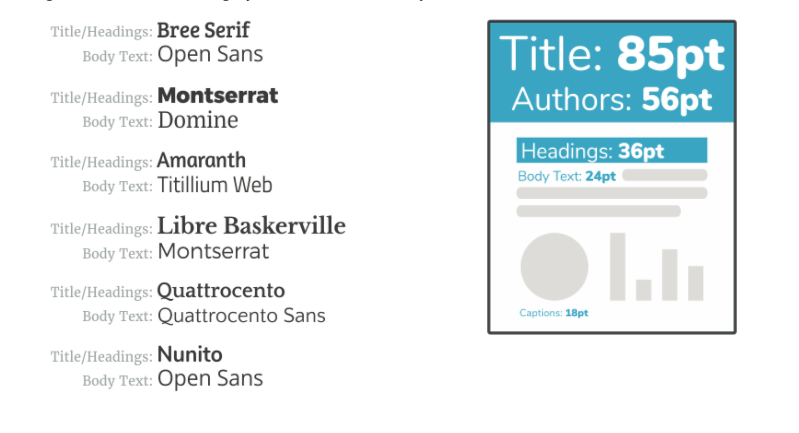 Title/Headings: Bree Serif
Body Text: Open Sans
Title/Headings: Montserrat
Body Text: Domine
Title/Headings: Amaranth
Body Text: Titillium Web
Title/Headings: Libre Baskerville
Body Text: Montserrat
Title/Headings: Quattrocento
Body Text: Quattrocento Sans
Title/Headings: Nunito
Body Text: Open Sans
Title: 85pt
Authors: 56pt
Headings: 36pt
Body Text: 24pt
Captions: 18pt